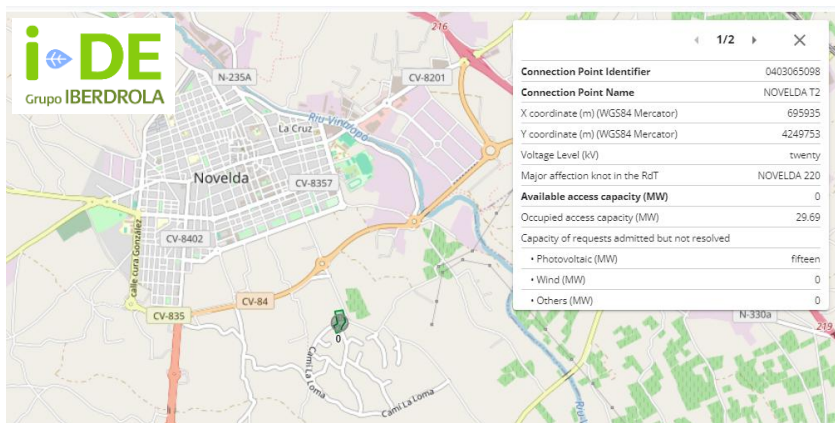 i-DE
Grupo IBERDROLA
216
N-235A
CV-8201
La Cruz
Riu Vinalopó
Novelda
CV-8357
CV-8402
calle cura González
CV-84
CV-835
0
Camí La Loma
Camí La Loma
N-330a
219
1/2
Connection Point Identifier 0403065098
Connection Point Name NOVELDA T2
X coordinate (m) (WGS84 Mercator) 695935
Y coordinate (m) (WGS84 Mercator) 4249753
Voltage Level (kV) twenty
Major affection knot in the RdT NOVELDA 220
Available access capacity (MW) 0
Occupied access capacity (MW) 29.69
Capacity of requests admitted but not resolved
• Photovoltaic (MW) fifteen
• Wind (MW) 0
• Others (MW) 0